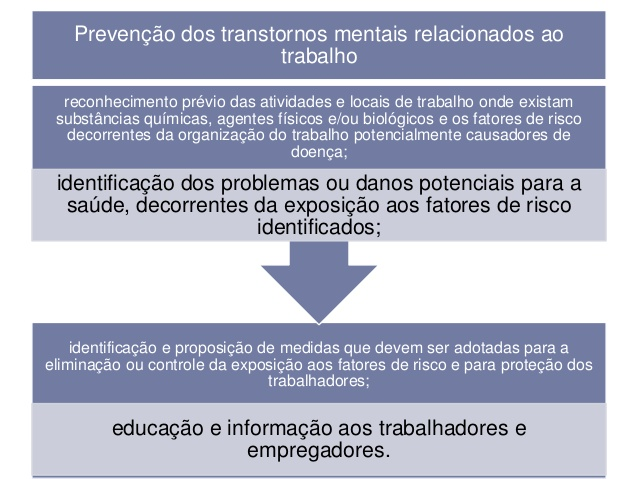 Prevenção dos transtornos mentais relacionados ao
trabalho
reconhecimento prévio das atividades e locais de trabalho onde existam
substâncias químicas, agentes físicos e/ou biológicos e os fatores de risco
decorrentes da organização do trabalho potencialmente causadores de
doença;
identificação dos problemas ou danos potenciais para a
saúde, decorrentes da exposição aos fatores de risco
identificados;
identificação e proposição de medidas que devem ser adotadas para a
eliminação ou controle da exposição aos fatores de risco e para proteção dos
trabalhadores;
educação e informação aos trabalhadores e
empregadores.